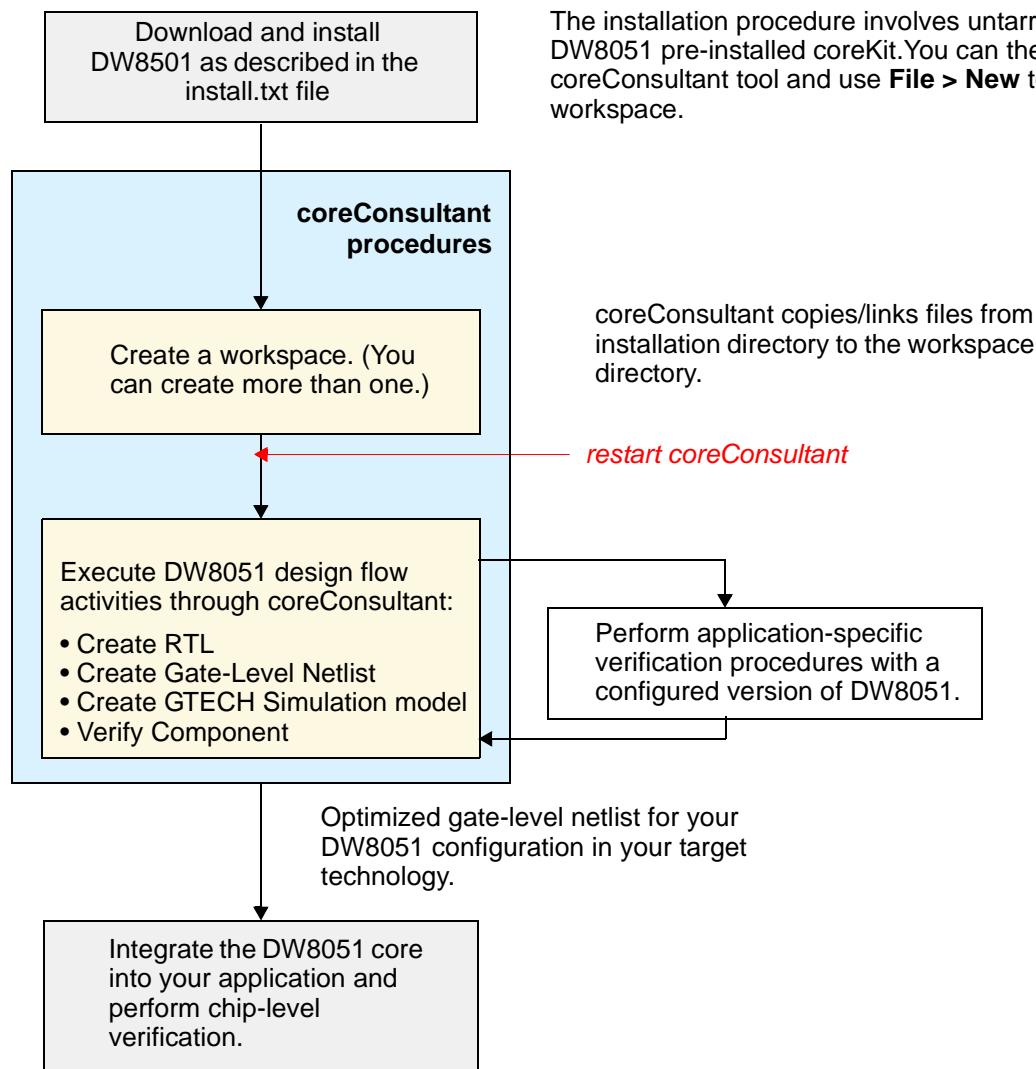 Download and install
DW8501 as described in the
install.txt file
The installation procedure involves untarr
DW8051 pre-installed coreKit.You can the
coreConsultant tool and use File > New t
workspace.
coreConsultant
procedures
Create a workspace. (You
can create more than one.)
coreConsultant copies/links files from
installation directory to the workspace
directory.
restart coreConsultant
Execute DW8051 design flow
activities through coreConsultant:
• Create RTL
• Create Gate-Level Netlist
• Create GTECH Simulation model
• Verify Component
Perform application-specific
verification procedures with a
configured version of DW8051.
Optimized gate-level netlist for your
DW8051 configuration in your target
technology.
Integrate the DW8051 core
into your application and
perform chip-level
verification.